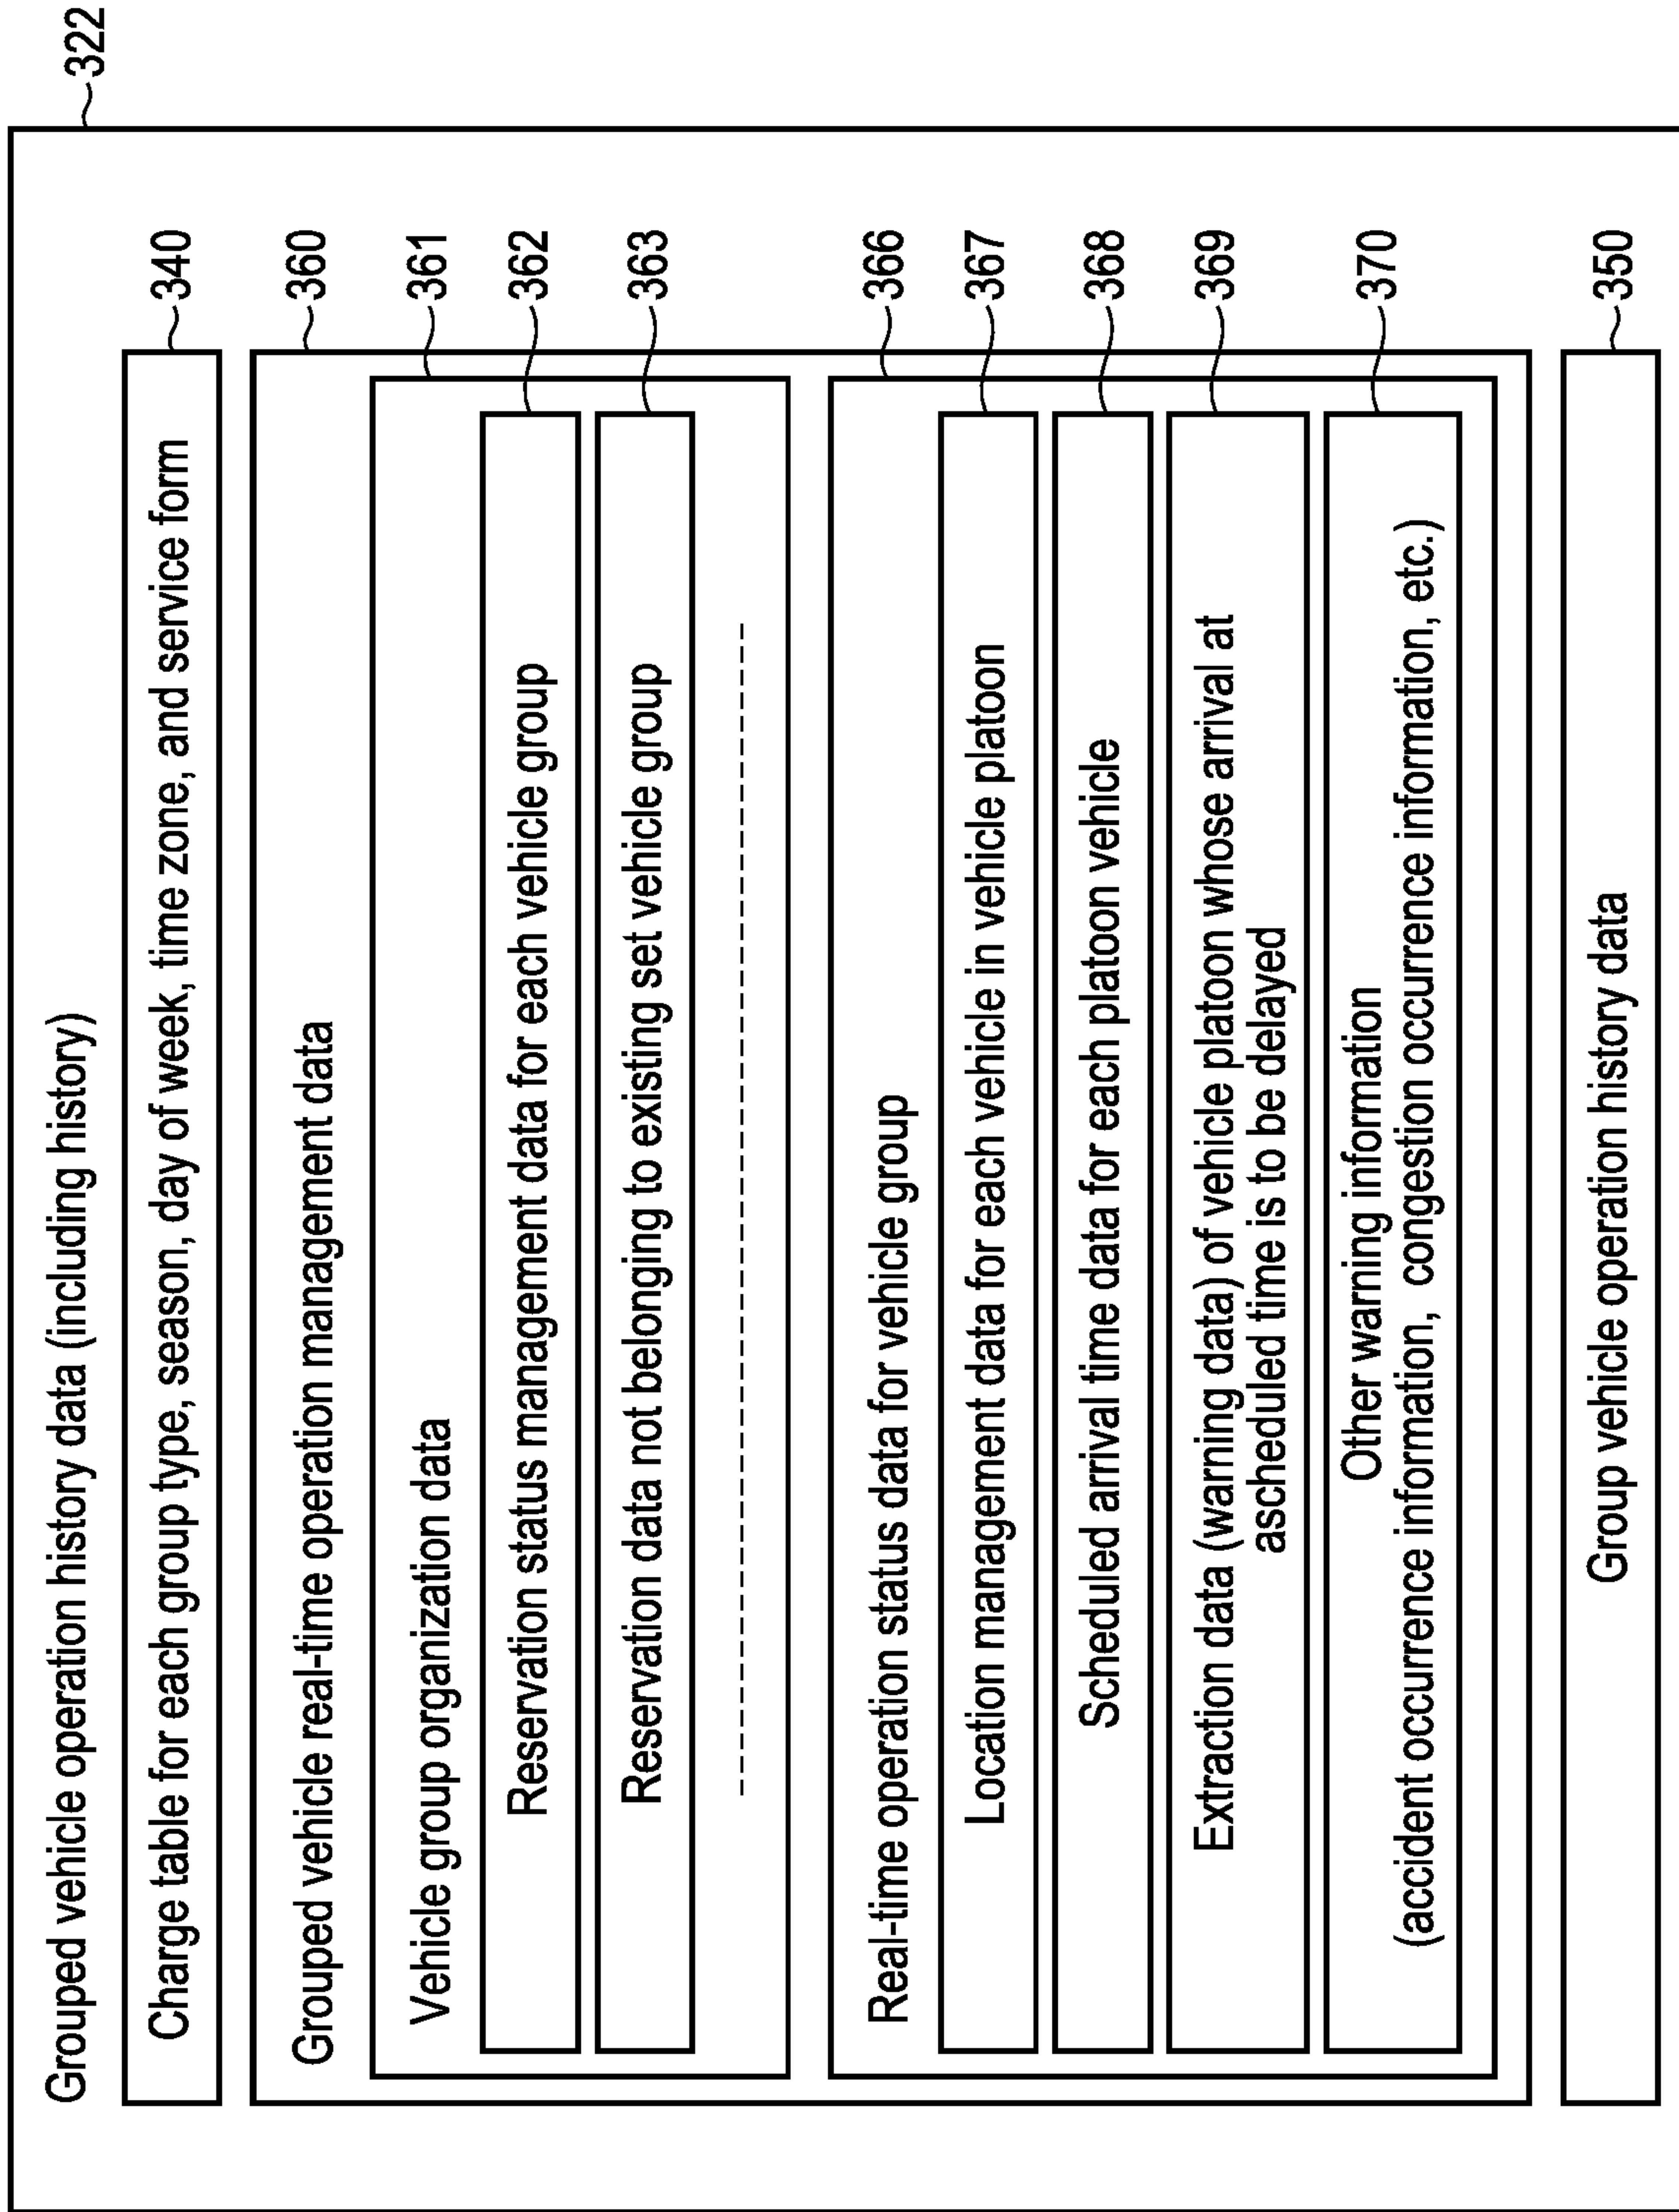 322
Grouped vehicle operation history data (including history)
Charge table for each group type, season, day of week, time zone, and service form
340
Grouped vehicle real-time operation management data
360
Vehicle group organization data
361
Reservation status management data for each vehicle group
362
Reservation data not belonging to existing set vehicle group
363
Real-time operation status data for vehicle group
366
Location management data for each vehicle in vehicle platoon
367
Scheduled arrival time data for each platoon vehicle
368
Extraction data (warning data) of vehicle platoon whose arrival at
ascheduled time is to be delayed
369
Other warning information
(accident occurrence information, congestion occurrence information, etc.)
370
Group vehicle operation history data
350